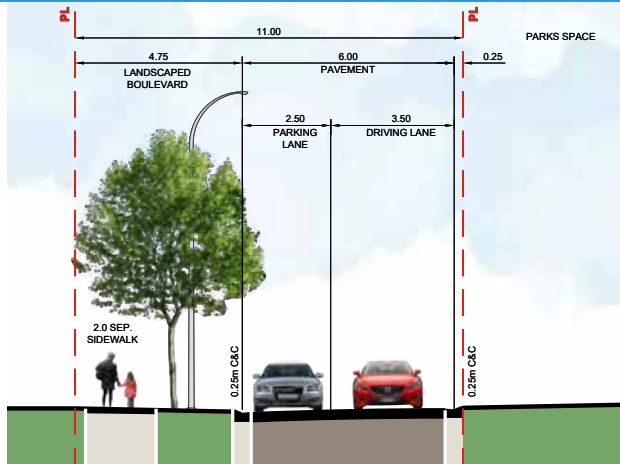 PL
PL
11.00
PARKS SPACE
4.75
6.00
0.25
LANDSCAPED
BOULEVARD
PAVEMENT
2.50
3.50
PARKING
LANE
DRIVING LANE
2.0 SEP.
SIDEWALK
0.25m C&C
0.25m C&C